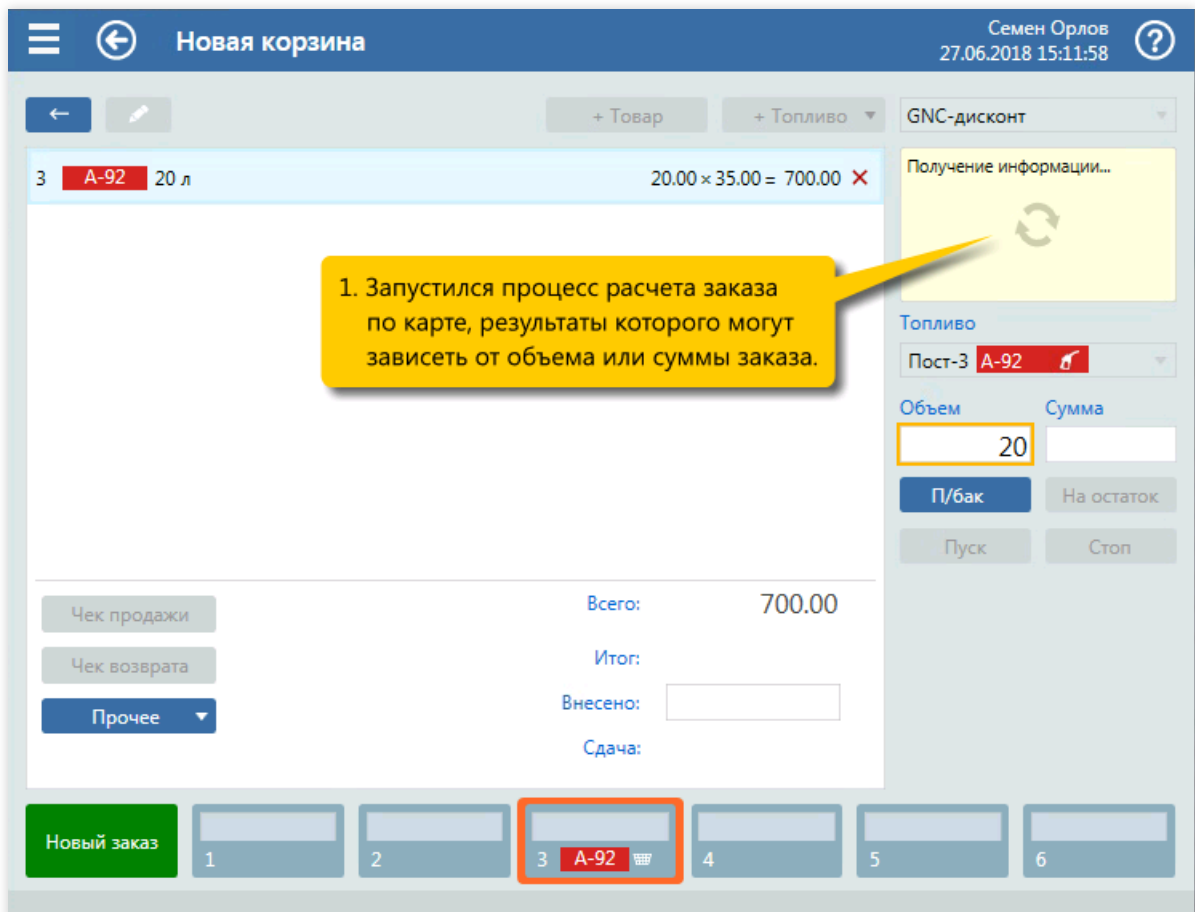 Новая корзина
Семен Орлов
27.06.2018 15:11:58
+ Товар
+ Топливо
GNC-дисконт
3 А-92 20 л 20.00 × 35.00 = 700.00
Получение информации...
1. Запустился процесс расчета заказа
по карте, результаты которого могут
зависеть от объема или суммы заказа.
Топливо
Пост-3 А-92
Объем Сумма
20
П/бак На остаток
Пуск Стоп
Чек продажи
Чек возврата
Прочее
Всего: 700.00
Итог:
Внесено:
Сдача:
Новый заказ
1
2
3 А-92
4
5
6